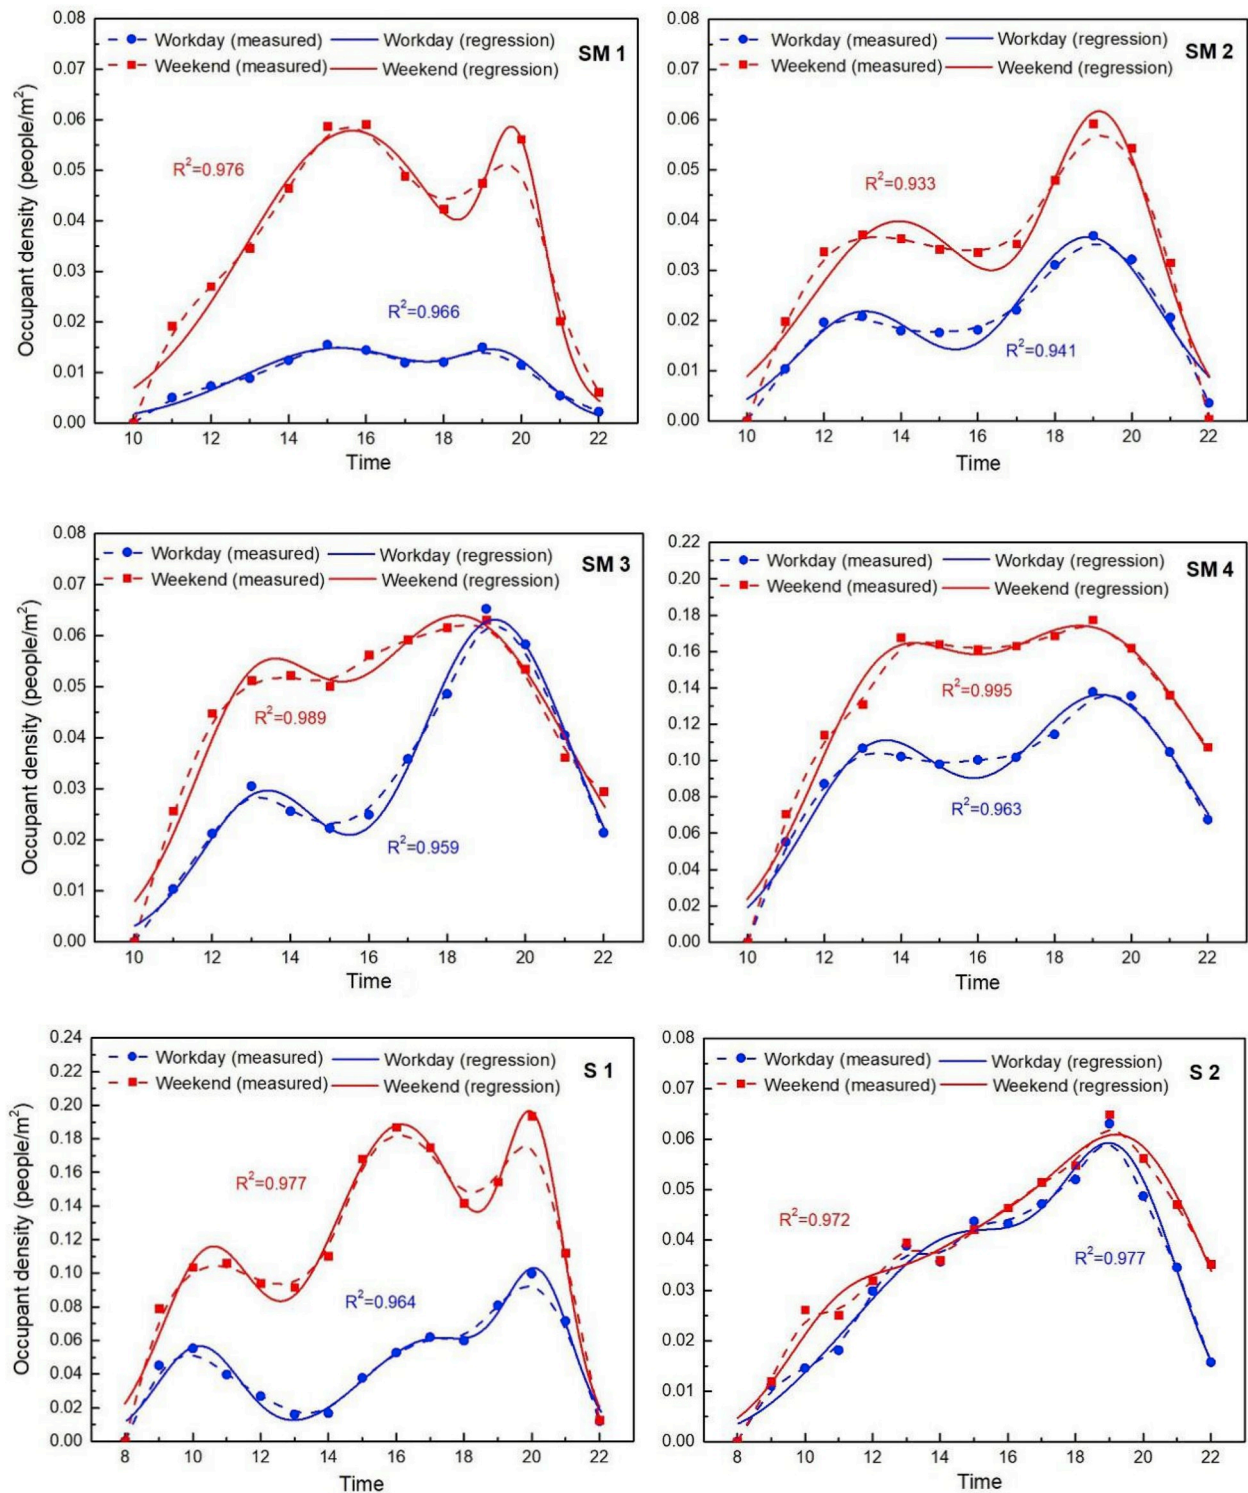 0.08
0.07
0.06
0.05
0.04
0.03
0.02
0.01
0.00
Occupant density (people/m²)
Workday (measured) Workday (regression)
Weekend (measured) Weekend (regression)
SM 1
R²=0.976
R²=0.966
10 12 14 16 18 20 22
Time
0.08
0.07
0.06
0.05
0.04
0.03
0.02
0.01
0.00
Workday (measured) Workday (regression)
Weekend (measured) Weekend (regression)
SM 2
R²=0.933
R²=0.941
10 12 14 16 18 20 22
Time
0.08
0.07
0.06
0.05
0.04
0.03
0.02
0.01
0.00
Occupant density (people/m²)
Workday (measured) Workday (regression)
Weekend (measured) Weekend (regression)
SM 3
R²=0.989
R²=0.959
10 12 14 16 18 20 22
Time
0.22
0.20
0.18
0.16
0.14
0.12
0.10
0.08
0.06
0.04
0.02
0.00
Workday (measured) Workday (regression)
Weekend (measured) Weekend (regression)
SM 4
R²=0.995
R²=0.963
10 12 14 16 18 20 22
Time
0.24
0.22
0.20
0.18
0.16
0.14
0.12
0.10
0.08
0.06
0.04
0.02
0.00
Occupant density (people/m²)
Workday (measured) Workday (regression)
Weekend (measured) Weekend (regression)
S 1
R²=0.977
R²=0.964
8 10 12 14 16 18 20 22
Time
0.08
0.07
0.06
0.05
0.04
0.03
0.02
0.01
0.00
Workday (measured) Workday (regression)
Weekend (measured) Weekend (regression)
S 2
R²=0.972
R²=0.977
8 10 12 14 16 18 20 22
Time